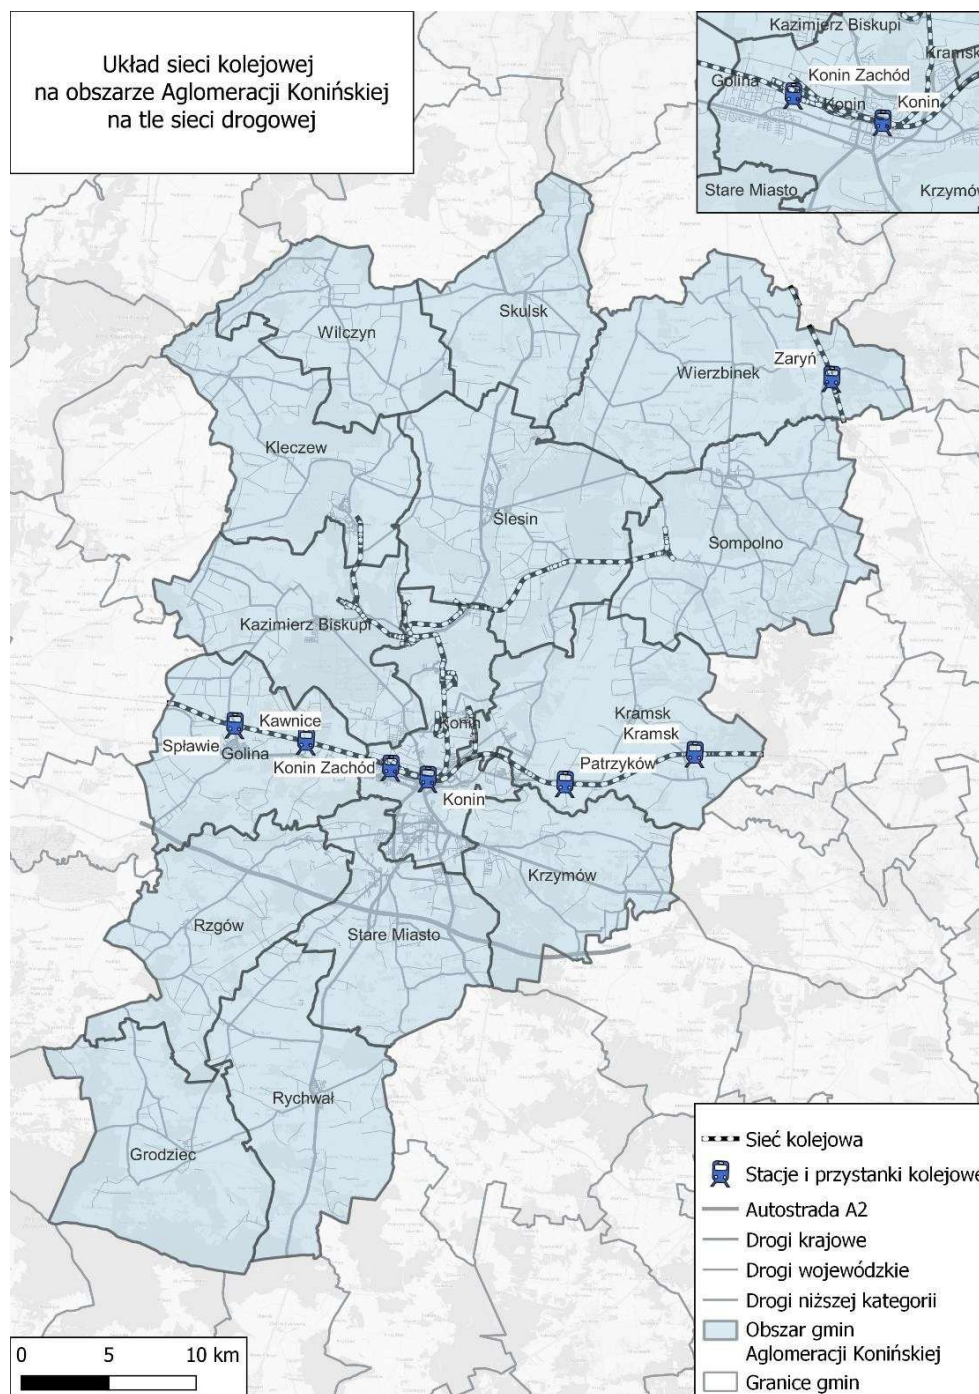 Układ sieci kolejowej
na obszarze Aglomeracji Konińskiej
na tle sieci drogowej
Kazimierz Biskupi
Kramsk
Golina
Konin Zachód
Konin
Konin
Stare Miasto
Krzymów
Skulsk
Wilczyn
Zaryń
Wierzbinek
Kleczew
Ślesin
Sompolno
Kazimierz Biskupi
Kawnice
Spławie
Golina
Konin Zachód
Konin
Konin
Kramsk
Kramsk
Patrzyków
Krzymów
Rzgów
Stare Miasto
Rychwał
Grodziec
Sieć kolejowa
Stacje i przystanki kolejowe
Autostrada A2
Drogi krajowe
Drogi wojewódzkie
Drogi niższej kategorii
Obszar gmin
Aglomeracji Konińskiej
Granice gmin
0 5 10 km